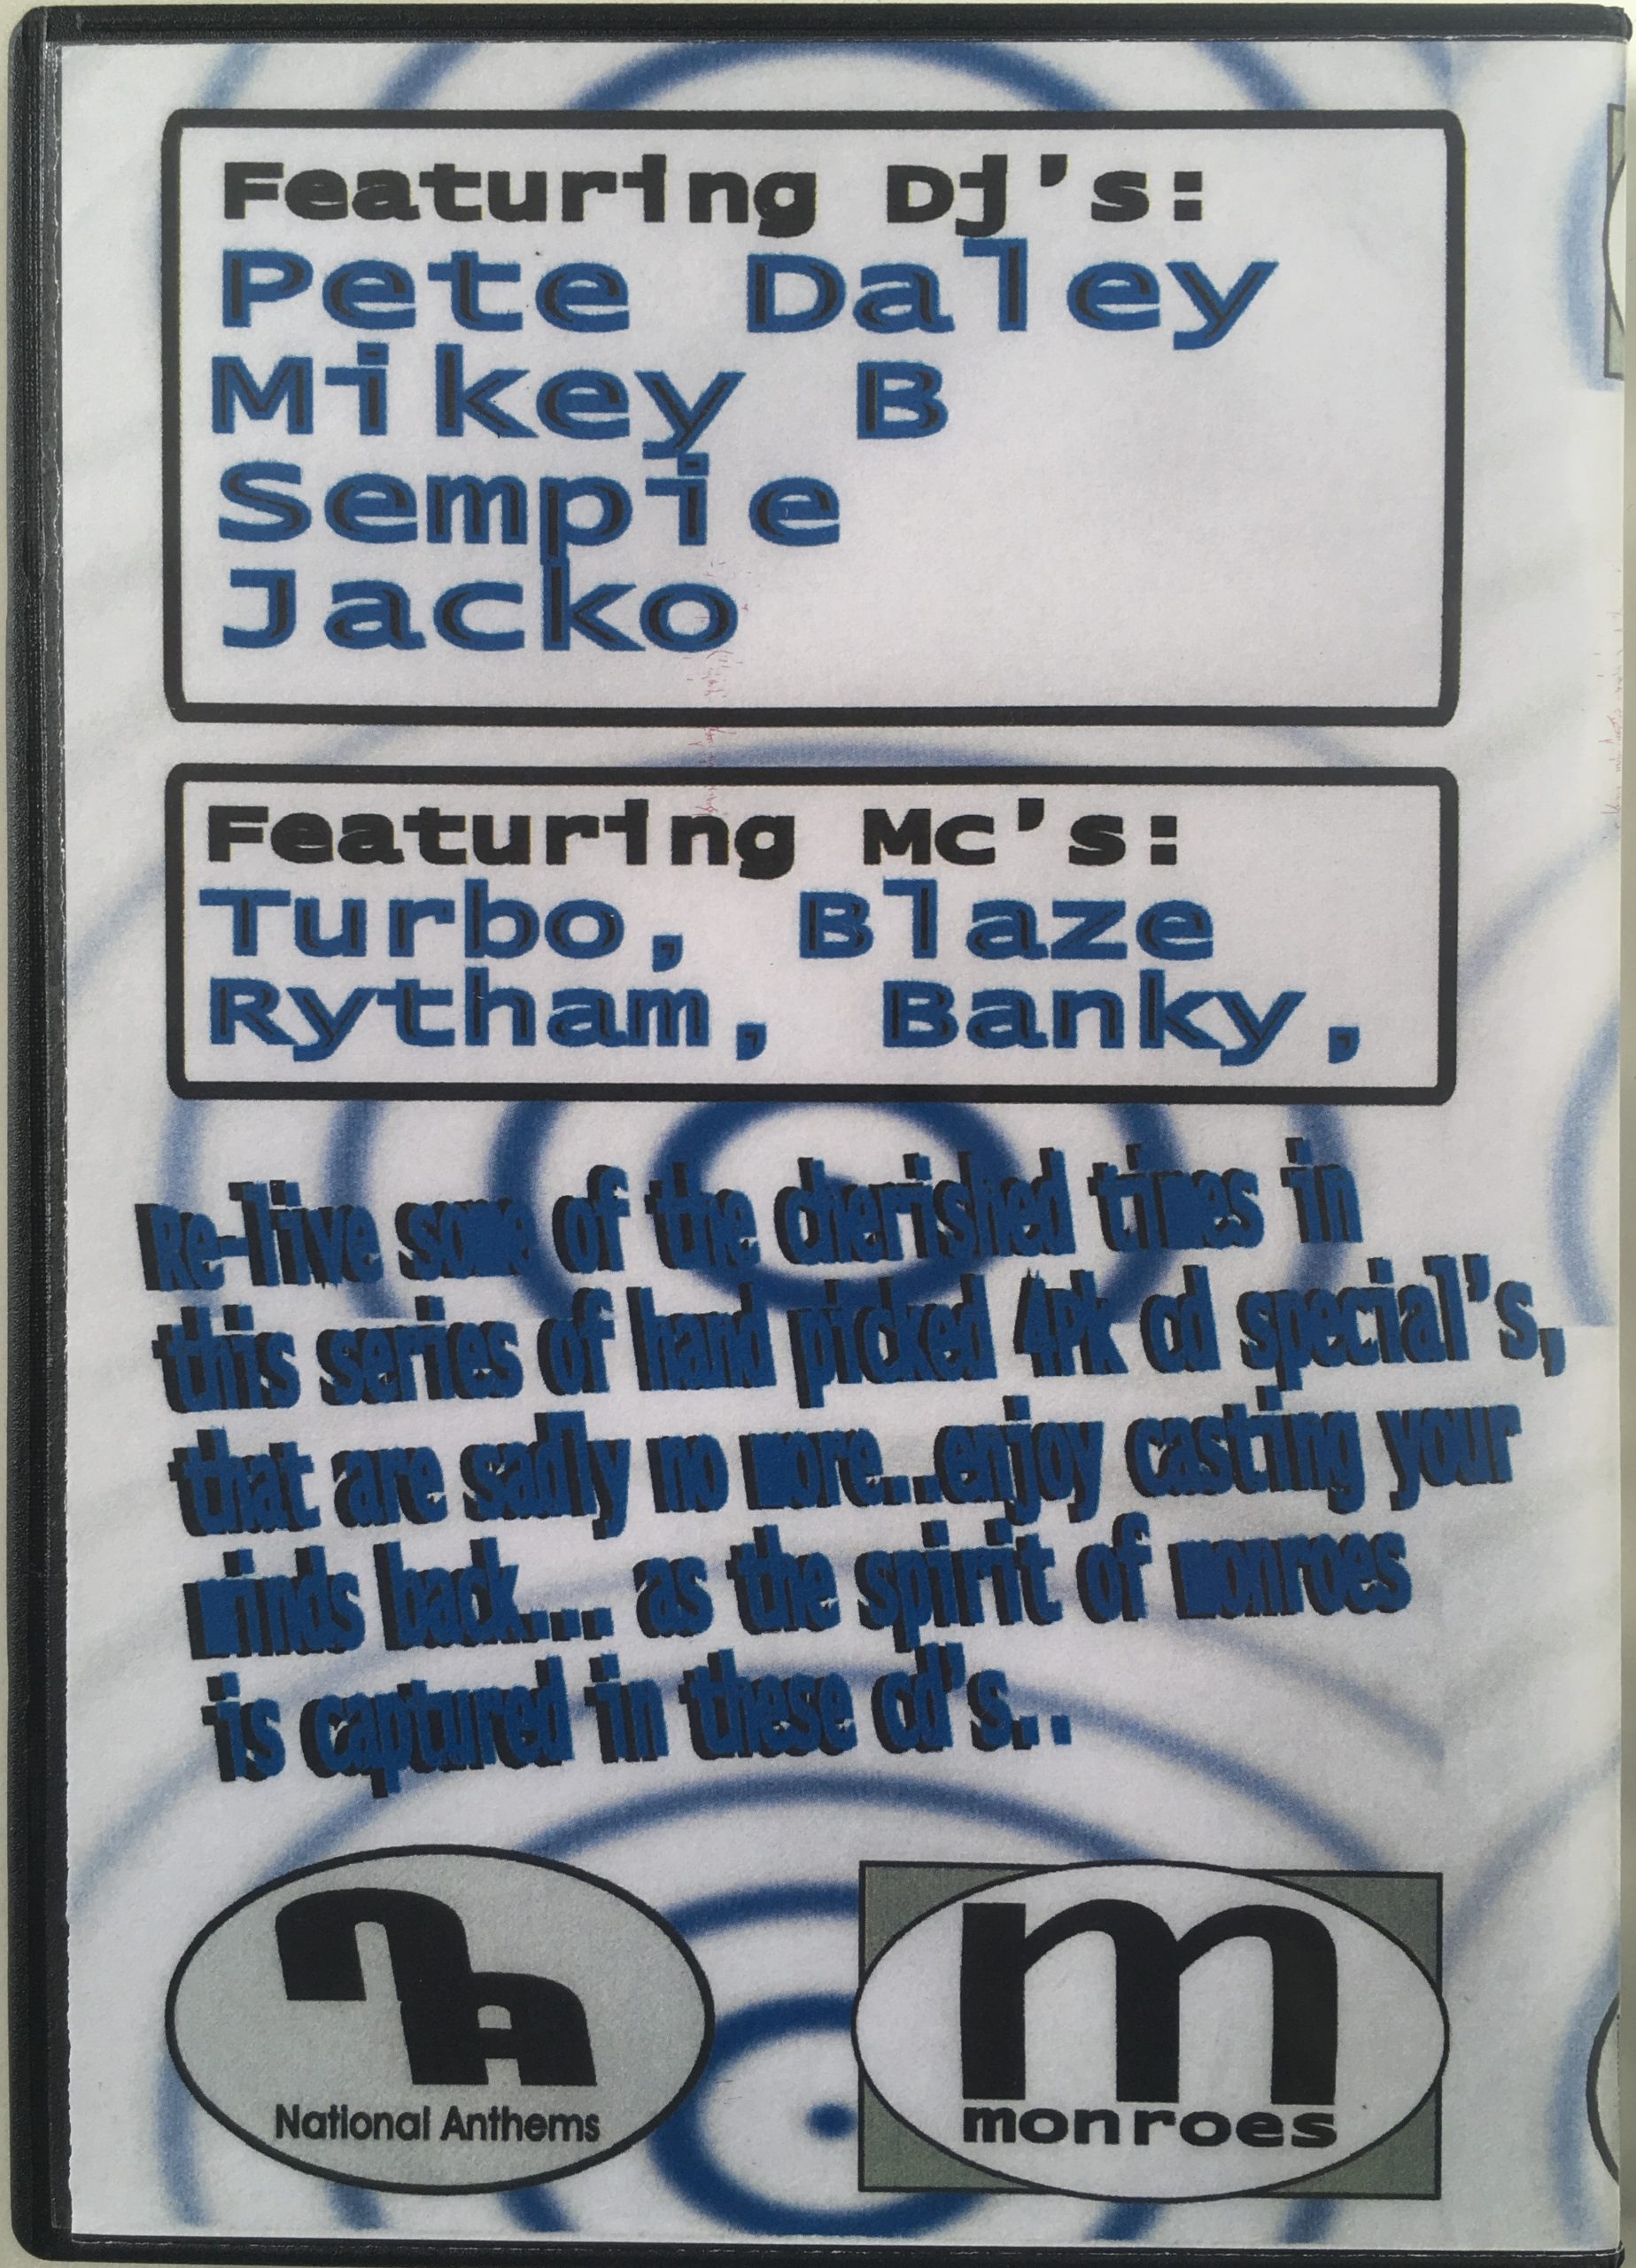 Featuring Dj's:
Pete Daley
Mikey B
Sempie
Jacko
Featuring Mc's:
Turbo, Blaze
Rytham, Banky,
Re-live some of the cherished times in
this series of hand picked 4Pk cd special's,
that are sadly no more...enjoy casting your
minds back.... as the spirit of monroes
is captured in these cd's..
nA
National Anthems
m
monroes